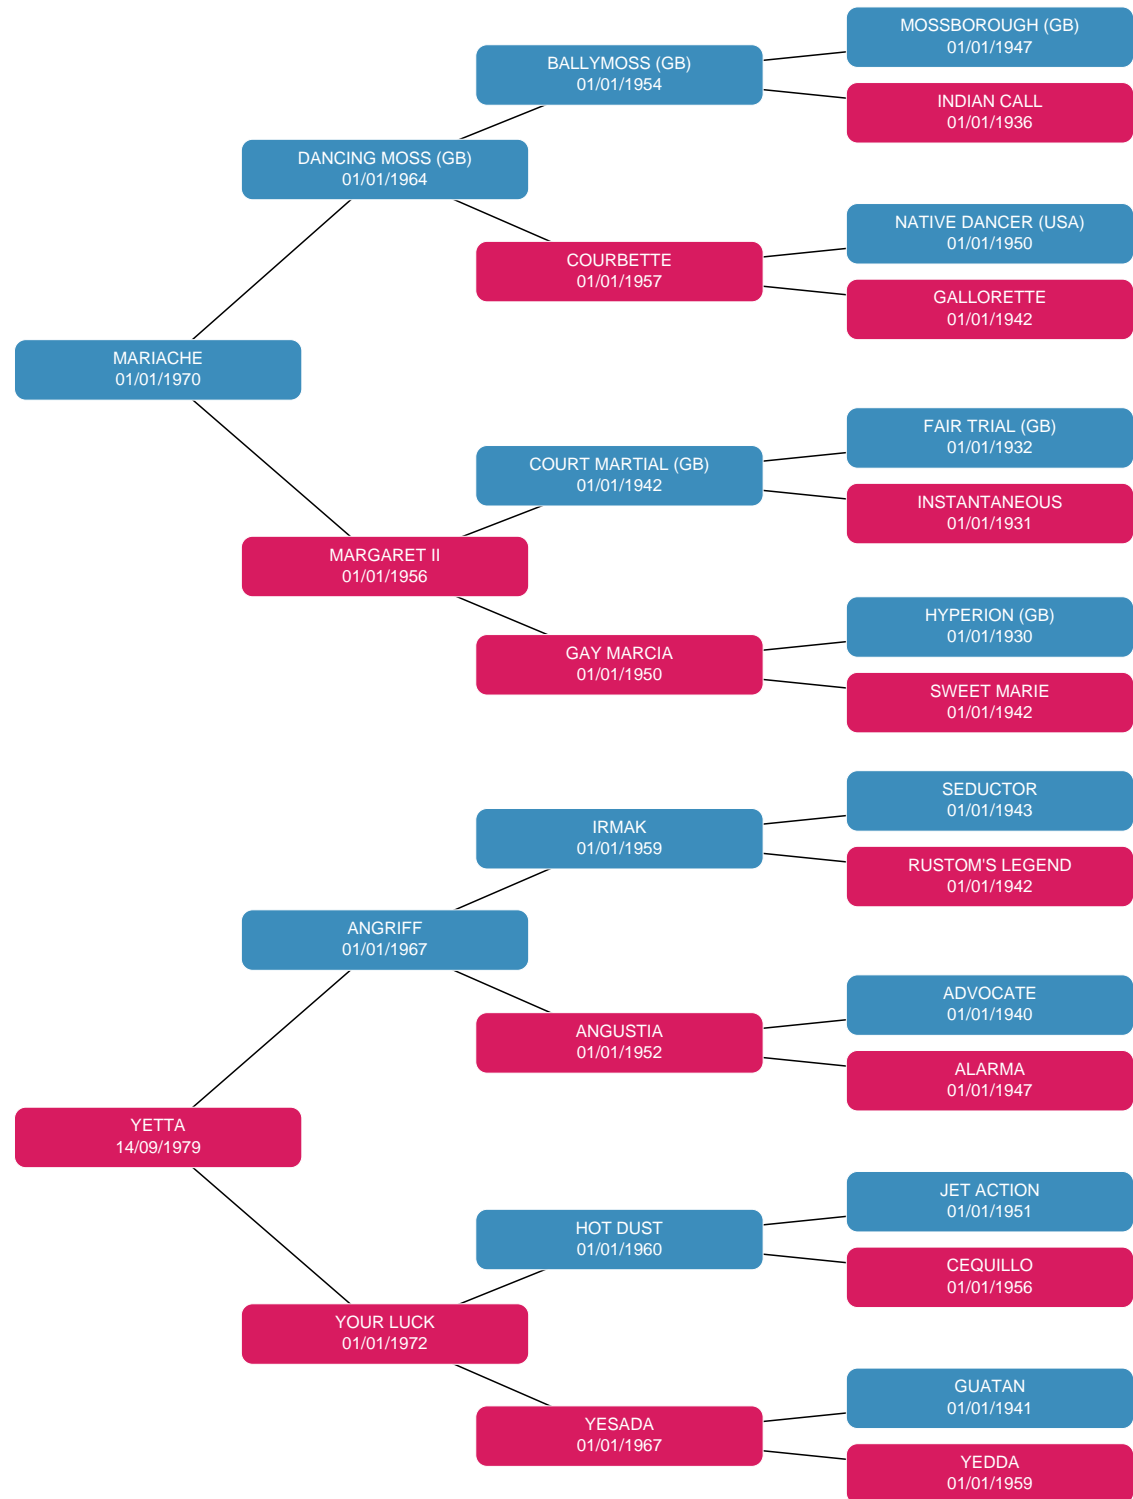 MOSSBOROUGH (GB)
01/01/1947
BALLYMOSS (GB)
01/01/1954
INDIAN CALL
01/01/1936
DANCING MOSS (GB)
01/01/1964
NATIVE DANCER (USA)
01/01/1950
COURBETTE
01/01/1957
GALLORETTE
01/01/1942
MARIACHE
01/01/1970
FAIR TRIAL (GB)
01/01/1932
COURT MARTIAL (GB)
01/01/1942
INSTANTANEOUS
01/01/1931
MARGARET II
01/01/1956
HYPERION (GB)
01/01/1930
GAY MARCIA
01/01/1950
SWEET MARIE
01/01/1942
SEDUCTOR
01/01/1943
IRMAK
01/01/1959
RUSTOM'S LEGEND
01/01/1942
ANGRIFF
01/01/1967
ADVOCATE
01/01/1940
ANGUSTIA
01/01/1952
ALARMA
01/01/1947
YETTA
14/09/1979
JET ACTION
01/01/1951
HOT DUST
01/01/1960
CEQUILLO
01/01/1956
YOUR LUCK
01/01/1972
GUATAN
01/01/1941
YESADA
01/01/1967
YEDDA
01/01/1959